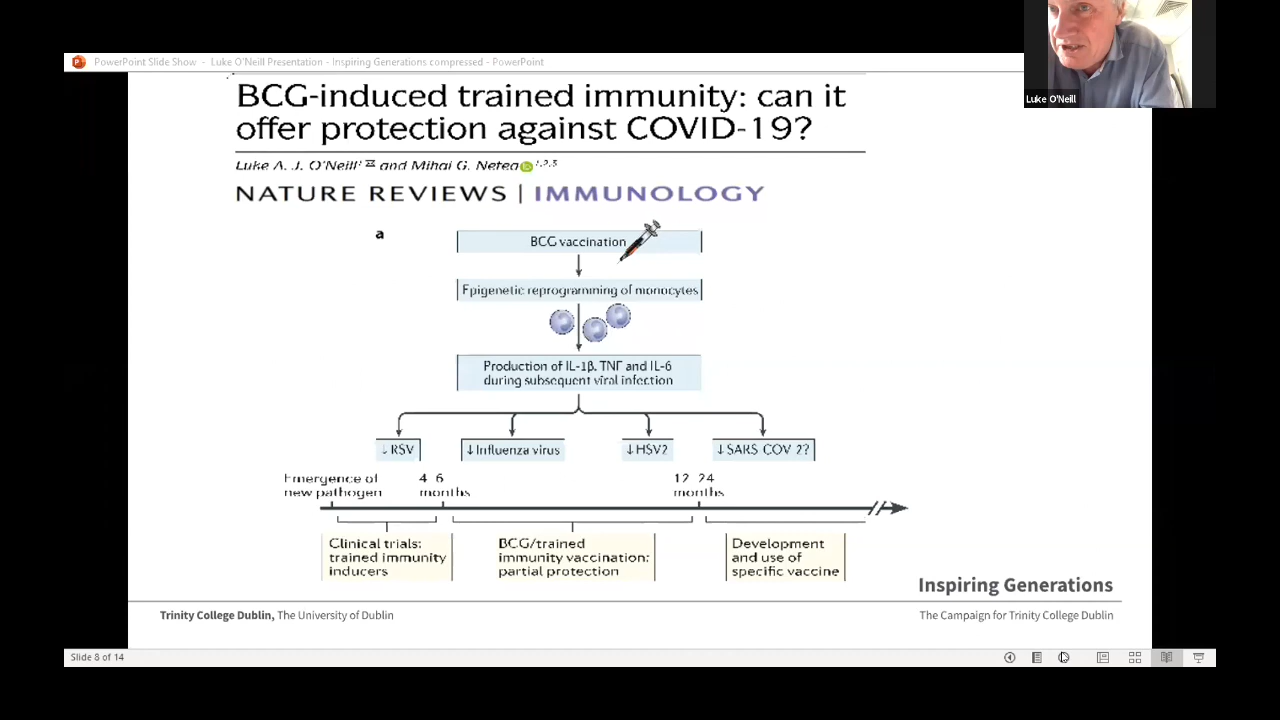 PowerPoint Slide Show - Luke O'Neill Presentation - Inspiring Generations compressed - PowerPoint
Luke O'Neill
BCG-induced trained immunity: can it
offer protection against COVID-19?
Luke A. J. O'Neill¹ and Mihai G. Netea 1,2,3
NATURE REVIEWS | IMMUNOLOGY
a
BCG vaccination
Epigenetic reprogramming of monocytes
Production of IL-1β, TNF and IL-6
during subsequent viral infection
↓ RSV
↓ Influenza virus
↓ HSV2
↓ SARS COV 2?
Emergence of
new pathogen
4 6
months
12 24
months
Clinical trials:
trained immunity
inducers
BCG/trained
immunity vaccination:
partial protection
Development
and use of
specific vaccine
Inspiring Generations
Trinity College Dublin, The University of Dublin
The Campaign for Trinity College Dublin
Slide 8 of 14